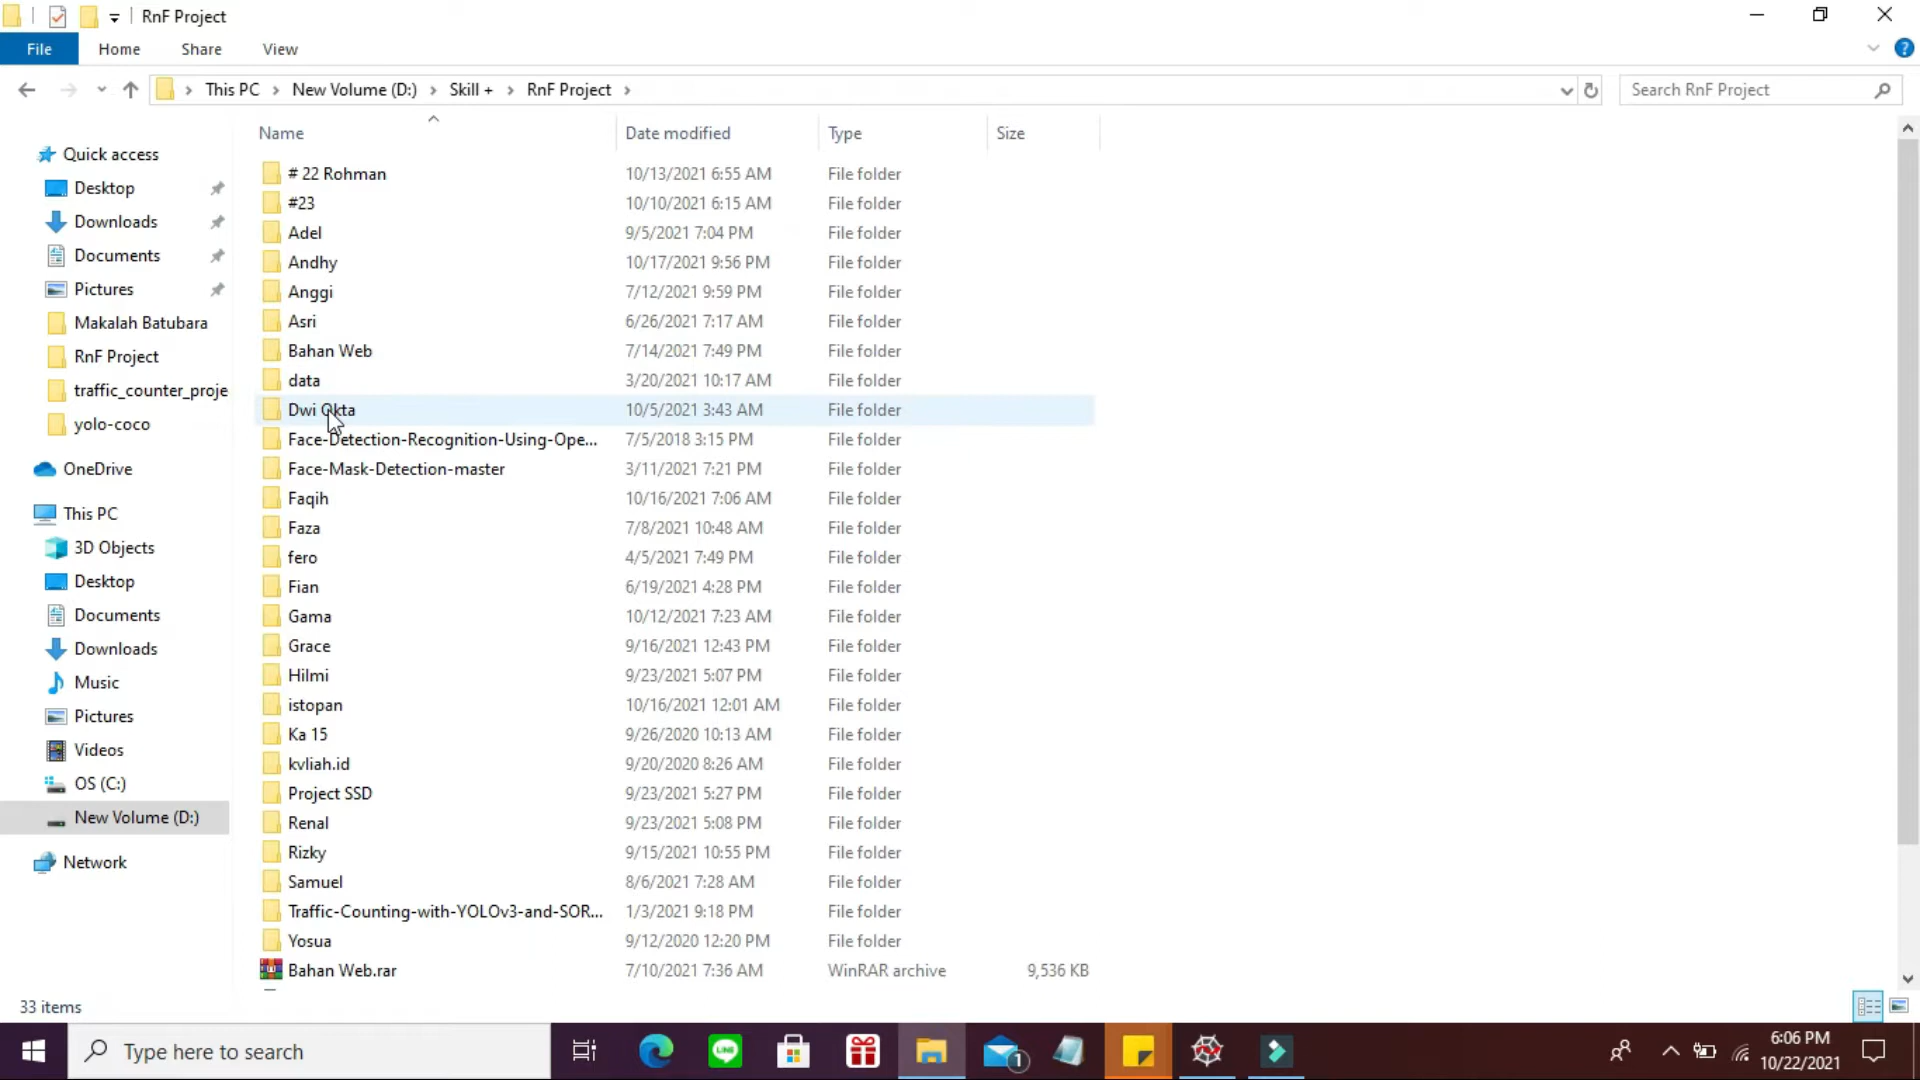 RnF Project
File Home Share View
This PC New Volume (D:) Skill + RnF Project
Search RnF Project
Name Date modified Type Size
Quick access
Desktop
Downloads
Documents
Pictures
Makalah Batubara
RnF Project
traffic_counter_proje
yolo-coco
OneDrive
This PC
3D Objects
Desktop
Documents
Downloads
Music
Pictures
Videos
OS (C:)
New Volume (D:)
Network
# 22 Rohman 10/13/2021 6:55 AM File folder
#23 10/10/2021 6:15 AM File folder
Adel 9/5/2021 7:04 PM File folder
Andhy 10/17/2021 9:56 PM File folder
Anggi 7/12/2021 9:59 PM File folder
Asri 6/26/2021 7:17 AM File folder
Bahan Web 7/14/2021 7:49 PM File folder
data 3/20/2021 10:17 AM File folder
Dwi Okta 10/5/2021 3:43 AM File folder
Face-Detection-Recognition-Using-Ope... 7/5/2018 3:15 PM File folder
Face-Mask-Detection-master 3/11/2021 7:21 PM File folder
Faqih 10/16/2021 7:06 AM File folder
Faza 7/8/2021 10:48 AM File folder
fero 4/5/2021 7:49 PM File folder
Fian 6/19/2021 4:28 PM File folder
Gama 10/12/2021 7:23 AM File folder
Grace 9/16/2021 12:43 PM File folder
Hilmi 9/23/2021 5:07 PM File folder
istopan 10/16/2021 12:01 AM File folder
Ka 15 9/26/2020 10:13 AM File folder
kvliah.id 9/20/2020 8:26 AM File folder
Project SSD 9/23/2021 5:27 PM File folder
Renal 9/23/2021 5:08 PM File folder
Rizky 9/15/2021 10:55 PM File folder
Samuel 8/6/2021 7:28 AM File folder
Traffic-Counting-with-YOLOv3-and-SOR... 1/3/2021 9:18 PM File folder
Yosua 9/12/2020 12:20 PM File folder
Bahan Web.rar 7/10/2021 7:36 AM WinRAR archive 9,536 KB
33 items
Type here to search
LINE
1
6:06 PM
10/22/2021